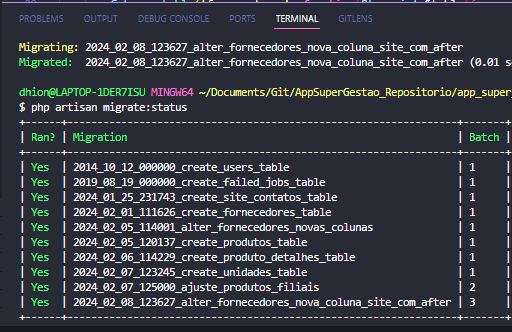 PROBLEMS OUTPUT DEBUG CONSOLE PORTS TERMINAL GITLENS
Migrating: 2024_02_08_123627_alter_fornecedores_nova_coluna_site_com_after
Migrated:  2024_02_08_123627_alter_fornecedores_nova_coluna_site_com_after (0.01 se
dhion@LAPTOP-1DER7ISU MINGW64 ~/Documents/Git/AppSuperGestao_Repositorio/app_super
$ php artisan migrate:status
| Ran? | Migration | Batch |
| Yes | 2014_10_12_000000_create_users_table | 1
| Yes | 2019_08_19_000000_create_failed_jobs_table | 1
| Yes | 2024_01_25_231743_create_site_contatos_table | 1
| Yes | 2024_02_01_111626_create_fornecedores_table | 1
| Yes | 2024_02_05_114001_alter_fornecedores_novas_colunas | 1
| Yes | 2024_02_05_120137_create_produtos_table | 1
| Yes | 2024_02_06_114229_create_produto_detalhes_table | 1
| Yes | 2024_02_07_123245_create_unidades_table | 1
| Yes | 2024_02_07_125000_ajuste_produtos_filiais | 2
| Yes | 2024_02_08_123627_alter_fornecedores_nova_coluna_site_com_after | 3